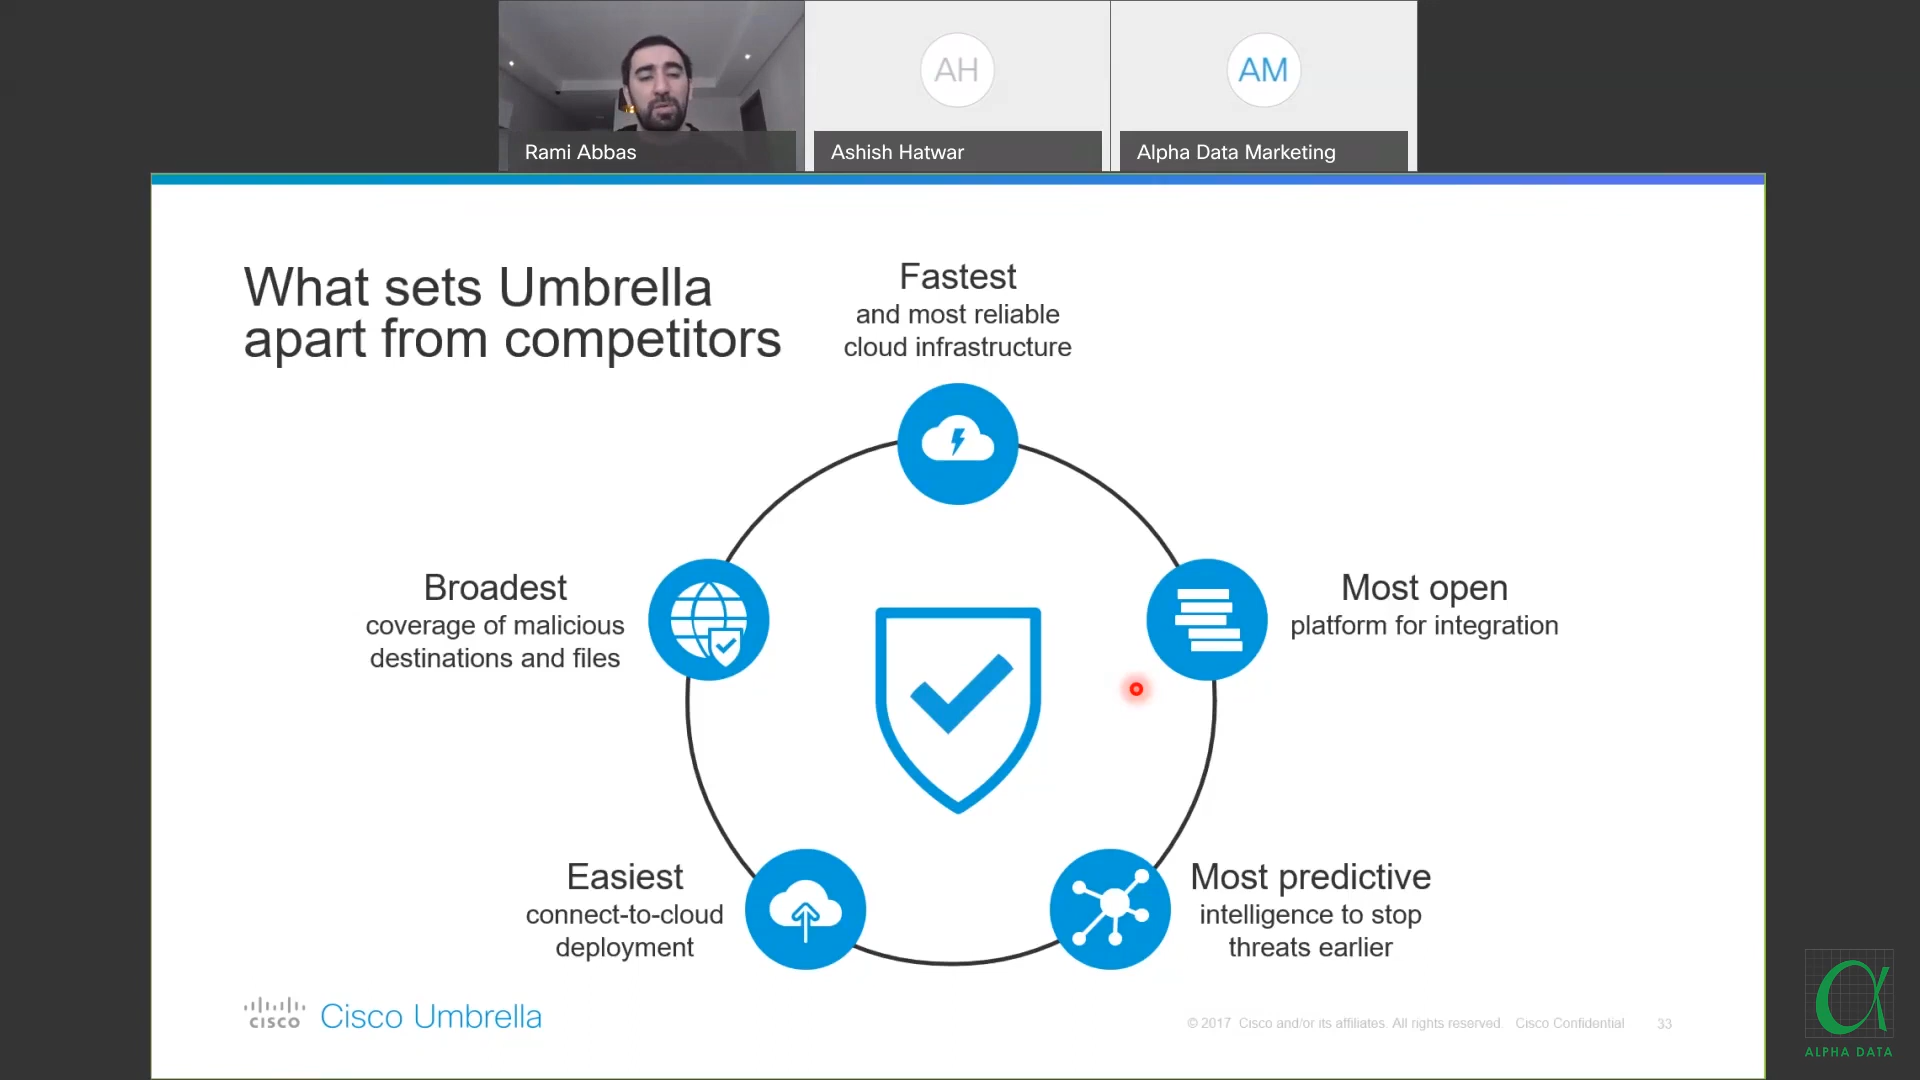 AH
AM
Rami Abbas
Ashish Hatwar
Alpha Data Marketing
What sets Umbrella
apart from competitors
Fastest
and most reliable
cloud infrastructure
Broadest
coverage of malicious
destinations and files
Most open
platform for integration
Easiest
connect-to-cloud
deployment
Most predictive
intelligence to stop
threats earlier
CISCO Cisco Umbrella
© 2017 Cisco and/or its affiliates. All rights reserved Cisco Confidential 33
ALPHA DATA